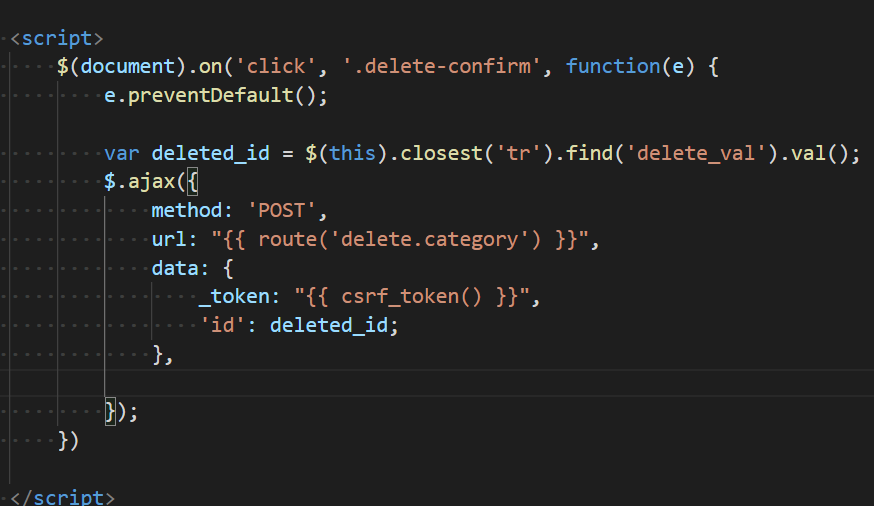 <script>
$(document).on('click', '.delete-confirm', function(e) {
e.preventDefault();
var deleted_id = $(this).closest('tr').find('delete_val').val();
$.ajax({
method: 'POST',
url: "{{ route('delete.category') }}",
data: {
_token: "{{ csrf_token() }}",
'id': deleted_id;
},
});
})
</script>